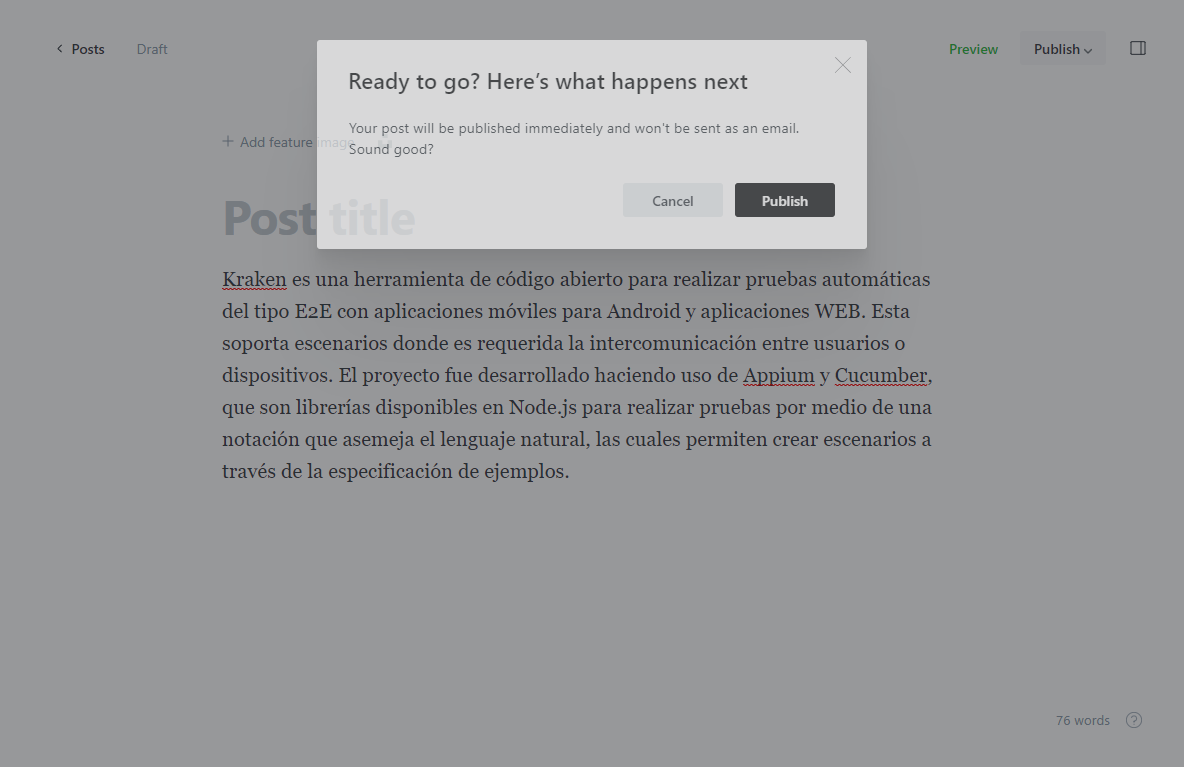 Posts
Draft
Preview
Publish
Ready to go? Here’s what happens next
Your post will be published immediately and won't be sent as an email.
Sound good?
Cancel
Publish
Add feature image
Post title
Kraken es una herramienta de código abierto para realizar pruebas automáticas
del tipo E2E con aplicaciones móviles para Android y aplicaciones WEB. Esta
soporta escenarios donde es requerida la intercomunicación entre usuarios o
dispositivos. El proyecto fue desarrollado haciendo uso de Appium y Cucumber,
que son librerías disponibles en Node.js para realizar pruebas por medio de una
notación que asemeja el lenguaje natural, las cuales permiten crear escenarios a
través de la especificación de ejemplos.
76 words
?